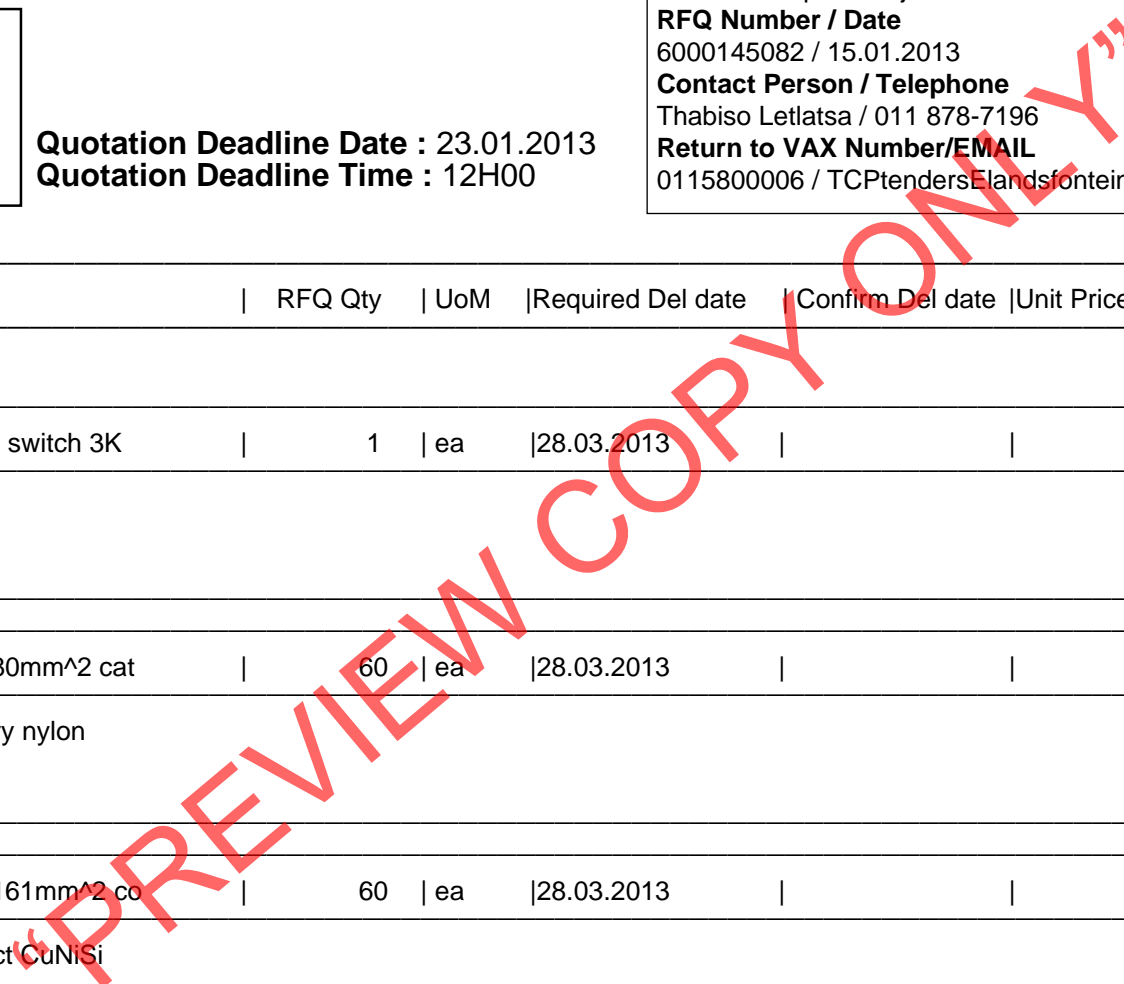 RFQ Number / Date
6000145082 / 15.01.2013
Contact Person / Telephone
Thabiso Letlatsa / 011 878-7196
Return to VAX Number/EMAIL
0115800006 / TCPtendersElandsfontein
Quotation Deadline Date : 23.01.2013
Quotation Deadline Time : 12H00
| RFQ Qty | UoM |Required Del date | Confirm Del date |Unit Price
switch 3K | 1 | ea |28.03.2013 | |
30mm^2 cat | 60 | ea |28.03.2013 | |
ry nylon
161mm^2 co | 60 | ea |28.03.2013 | |
ct CuNiSi
“PREVIEW COPY ONLY”